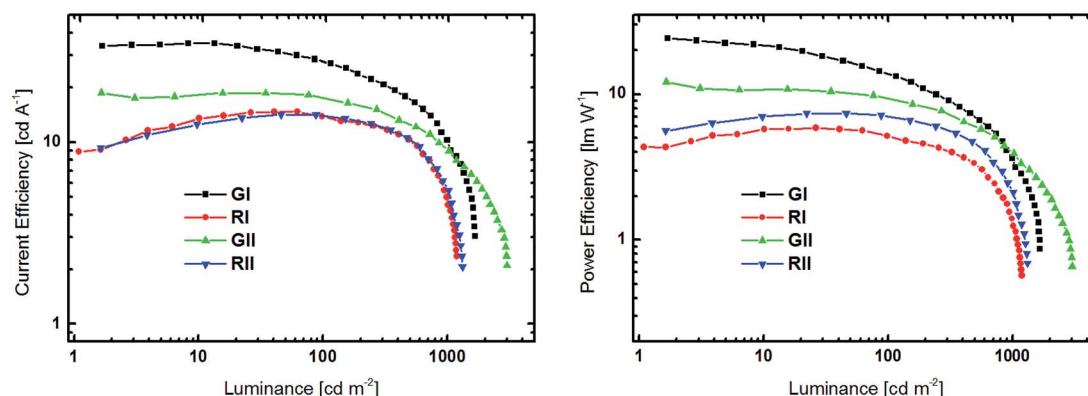 Current Efficiency [cd A⁻¹]
10
1
GI
RI
GII
RII
1
10
100
1000
Luminance [cd m⁻²]
Power Efficiency [lm W⁻¹]
10
1
GI
RI
GII
RII
1
10
100
1000
Luminance [cd m⁻²]